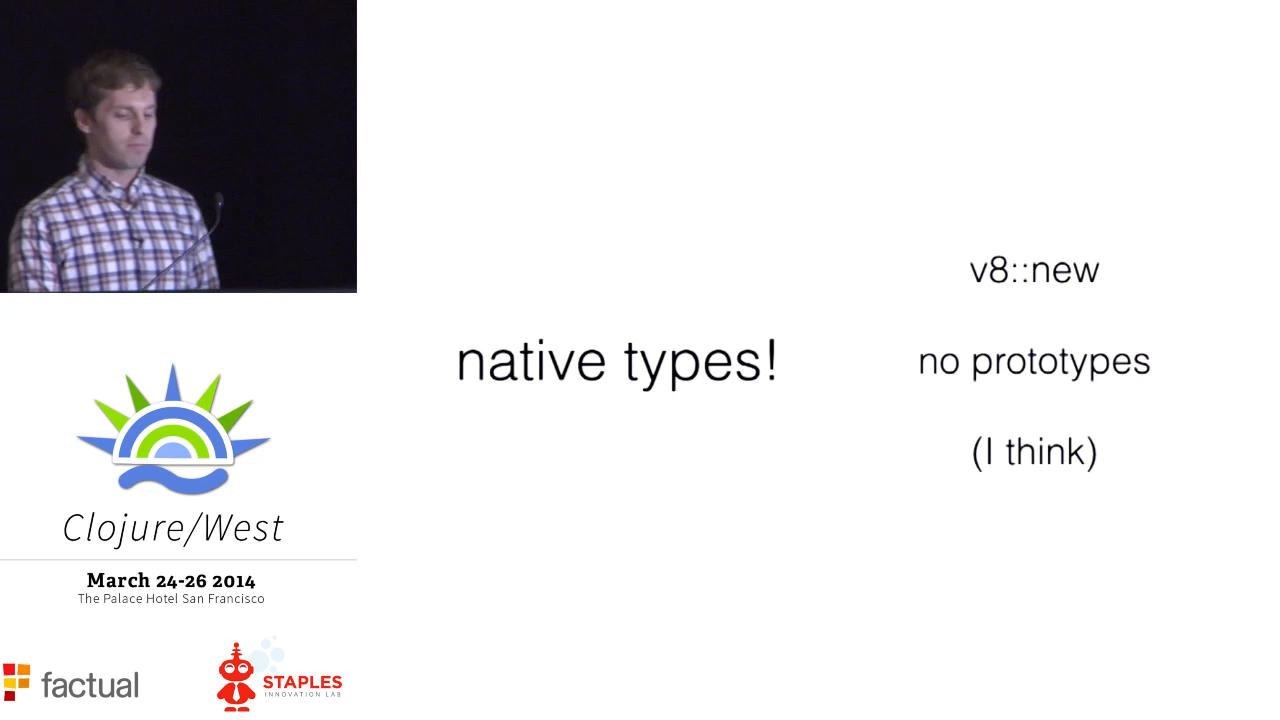 native types!
v8::new
no prototypes
(I think)
Clojure/West
March 24-26 2014
The Palace Hotel San Francisco
factual
STAPLES
INNOVATION LAB